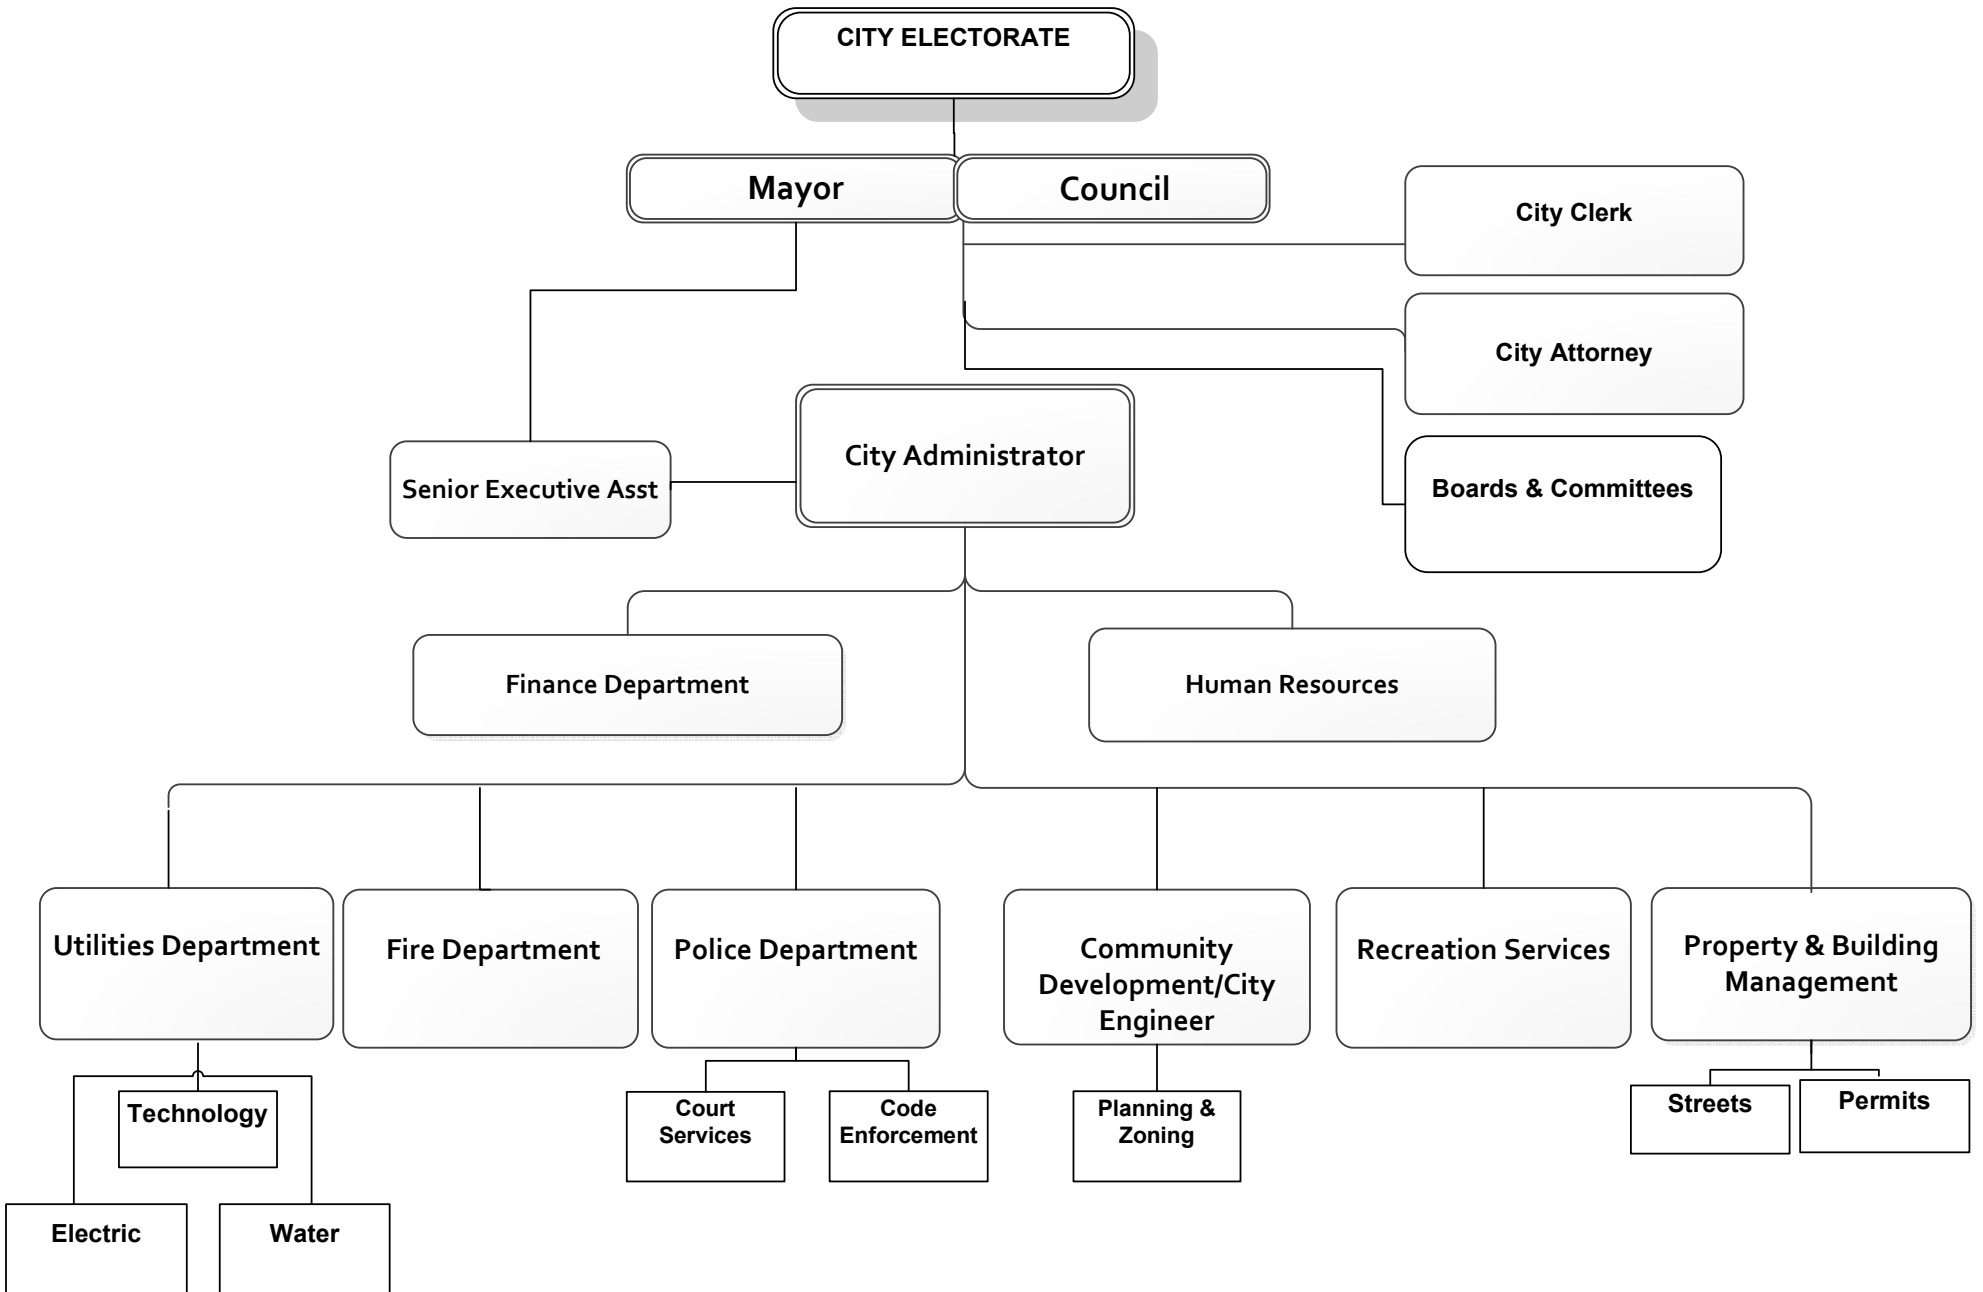 CITY ELECTORATE
Mayor
Council
City Clerk
City Attorney
City Administrator
Senior Executive Asst
Boards & Committees
Finance Department
Human Resources
Utilities Department
Fire Department
Police Department
Community
Development/City
Engineer
Recreation Services
Property & Building
Management
Technology
Court
Services
Code
Enforcement
Planning &
Zoning
Streets
Permits
Electric
Water